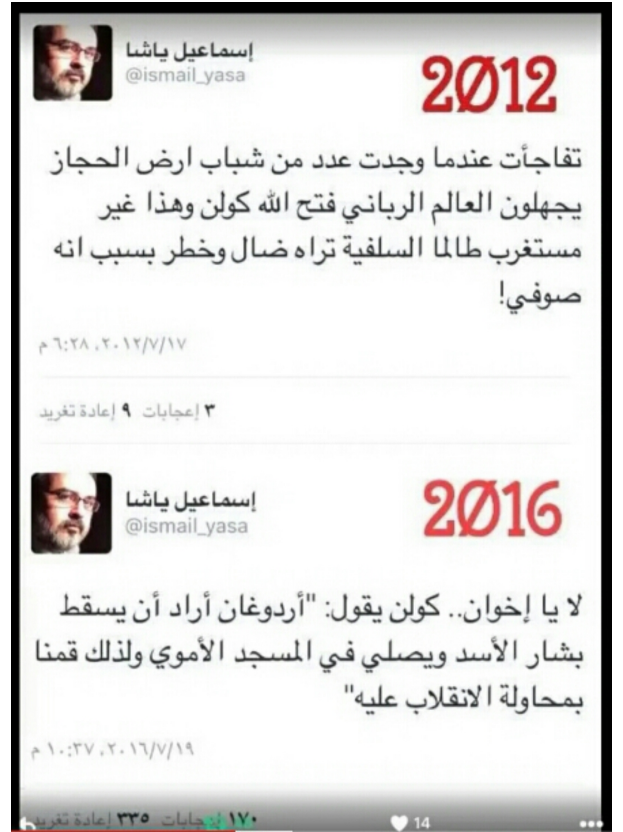 إسماعيل ياشا
@ismail_yasa
2012
تفاجأت عندما وجدت عدد من شباب ارض الحجاز
يجهلون العالم الرباني فتح الله كولن وهذا غير
مستغرب طالما السلفية تراه ضال وخطر بسبب انه
صوفي!
٢٠١٢/٧/١٧، ٦:٢٨ م
٣ إعجابات ٩ إعادة تغريد
إسماعيل ياشا
@ismail_yasa
2016
لا يا إخوان.. كولن يقول: "أردوغان أراد أن يسقط
بشار الأسد ويصلي في المسجد الأموي ولذلك قمنا
بمحاولة الانقلاب عليه"
٢٠١٦/٧/١٩، ١٠:٣٧ م
١٧٠ إعجابات ٣٣٥ إعادة تغريد
14